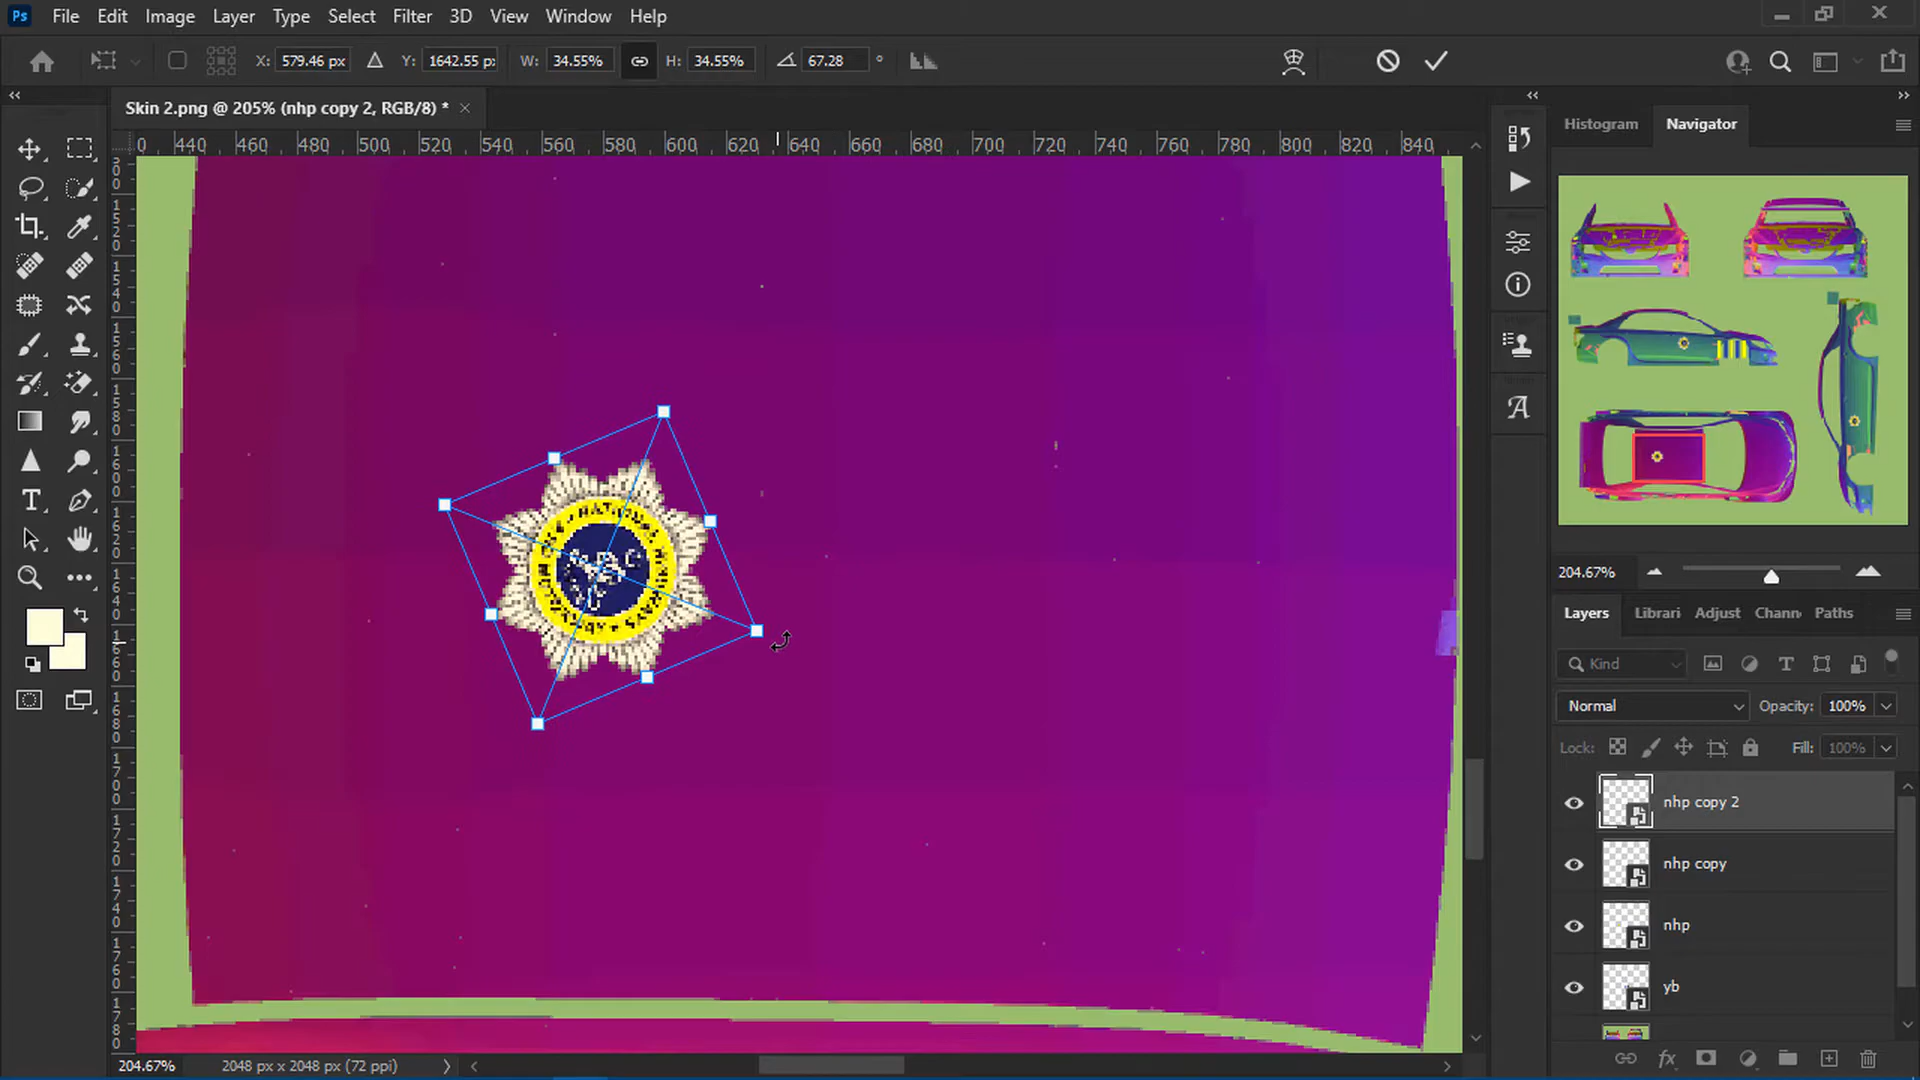 Ps File Edit Image Layer Type Select Filter 3D View Window Help
X: 579.46 px Y: 1642.55 px W: 34.55% H: 34.55% 67.28 °
Skin 2.png @ 205% (nhp copy 2, RGB/8) * ×
0 440 460 480 500 520 540 560 580 600 620 640 660 680 700 720 740 760 780 800 820 840
Histogram Navigator
204.67%
Layers Librari Adjust Chann Paths
Kind
Normal Opacity: 100%
Lock: Fill: 100%
nhp copy 2
nhp copy
nhp
yb
204.67% 2048 px x 2048 px (72 ppi)